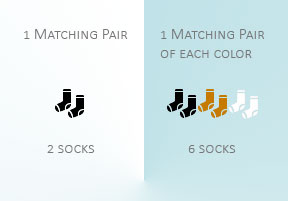 1 Matching Pair
2 socks
1 Matching Pair
of each color
6 socks